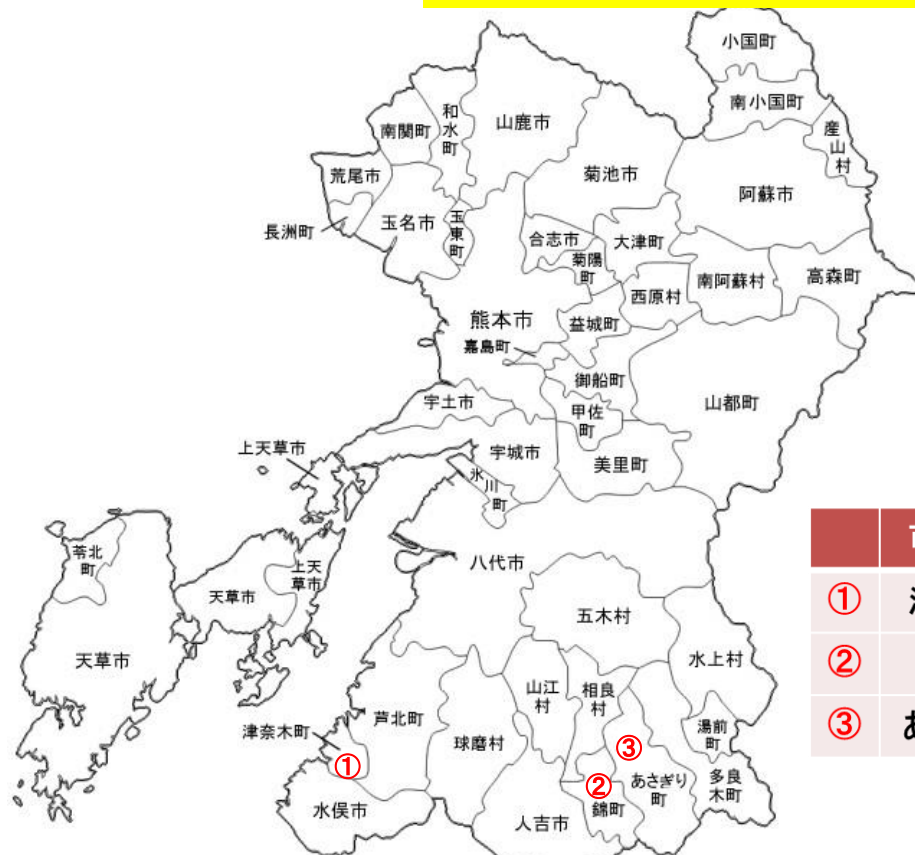 小国町
南小国町
産山村
和水町
南関町
山鹿市
菊池市
阿蘇市
荒尾市
長洲町
玉名市
玉東町
合志市
菊陽町
大津町
西原村
南阿蘇村
高森町
熊本市
益城町
嘉島町
御船町
山都町
甲佐町
宇土市
上天草市
宇城市
美里町
氷川町
八代市
苓北町
天草市
上天草市
天草市
五木村
水上村
山江村
相良村
湯前町
津奈木町
芦北町
球磨村
③
あさぎり町
多良木町
①
②
錦町
水俣市
人吉市
①
②
③ あ